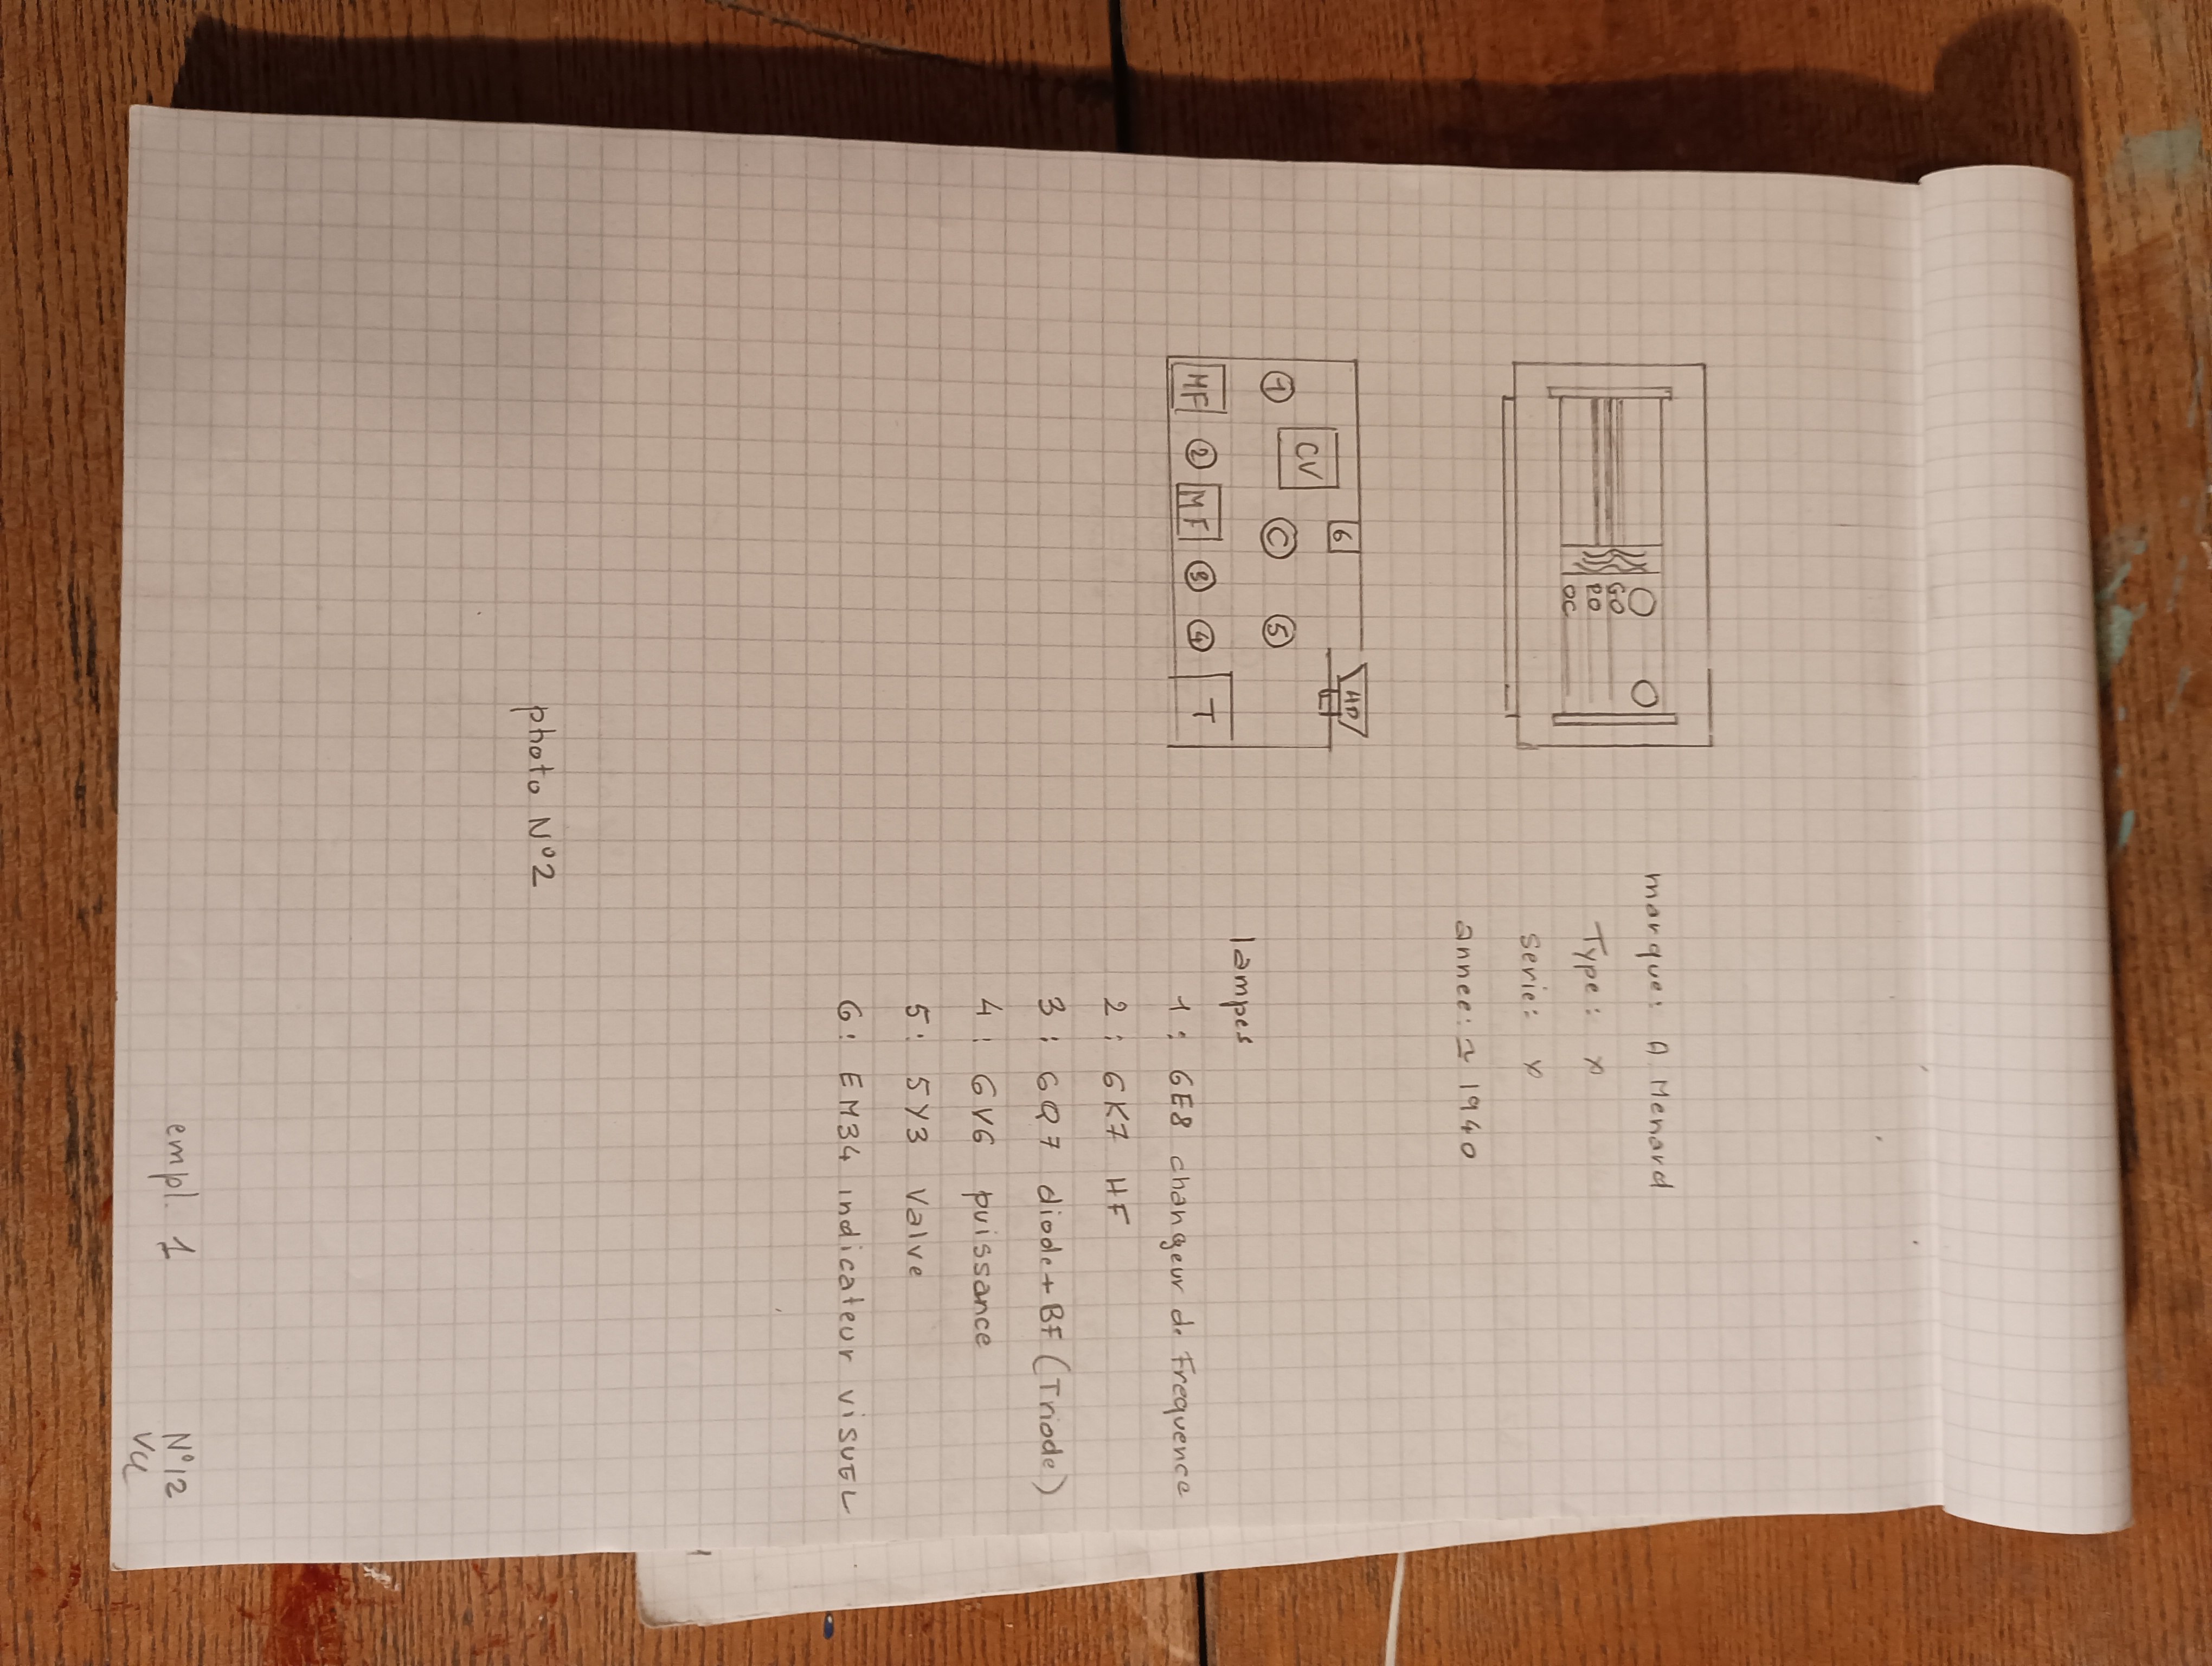 GO
PO
OC
marque: A. Menard
Type: x
serie: x
annee: ≃ 1940
6
HP
CV
1
C
5
MF
2
MF
3
4
T
lampes
1: 6E8 changeur de Frequence
2: 6K7 HF
3: 6Q7 diode + BF (Triode)
4: 6V6 puissance
5: 5Y3 Valve
6: EM34 indicateur visUEL
photo N°2
empl. 1
N°12
Vu